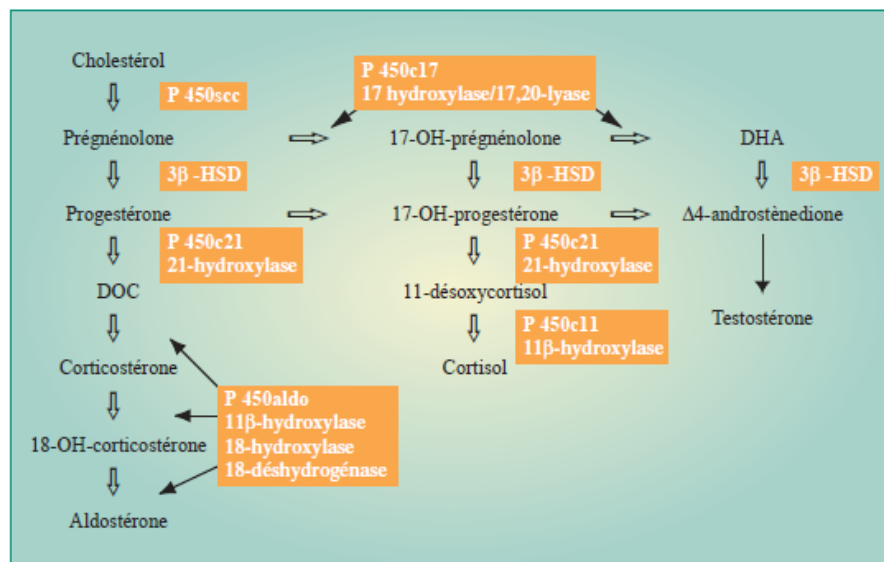 Cholestérol
P 450scc
P 450c17
17 hydroxylase/17,20-lyase
Prégnénolone
17-OH-prégnénolone
DHA
3β -HSD
3β -HSD
3β -HSD
Progestérone
17-OH-progestérone
Δ4-androstènedione
P 450c21
21-hydroxylase
P 450c21
21-hydroxylase
DOC
11-désoxycortisol
Testostérone
P 450c11
11β-hydroxylase
Corticostérone
Cortisol
P 450aldo
11β-hydroxylase
18-hydroxylase
18-déshydrogénase
18-OH-corticostérone
Aldostérone